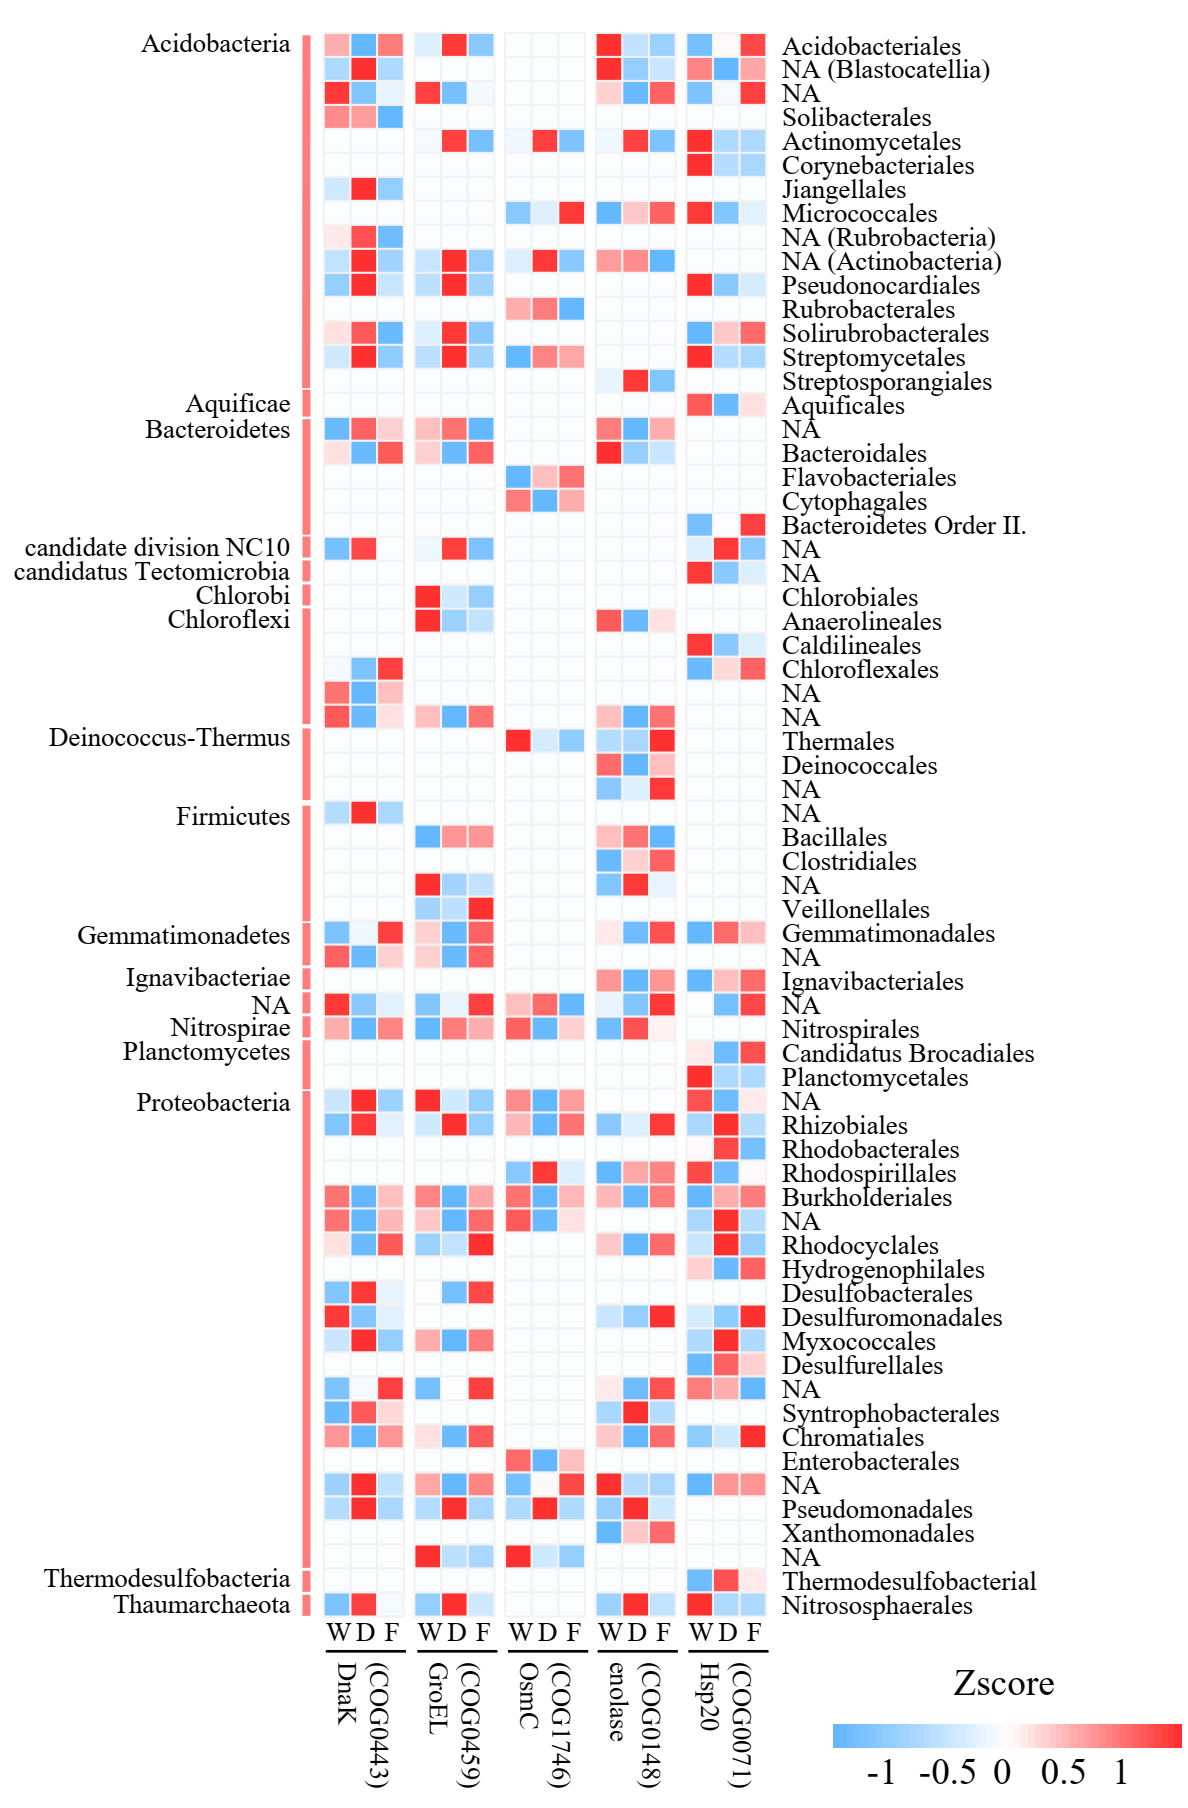 Acidobacteria
Aquificae
Bacteroidetes
candidate division NC10
candidatus Tectomicrobia
Chlorobi
Chloroflexi
Deinococcus-Thermus
Firmicutes
Gemmatimonadetes
Ignavibacteriae
NA
Nitrospirae
Planctomycetes
Proteobacteria
Thermodesulfobacteria
Thaumarchaeota
Acidobacteriales
NA (Blastocatellia)
NA
Solibacterales
Actinomycetales
Corynebacteriales
Jiangellales
Micrococcales
NA (Rubrobacteria)
NA (Actinobacteria)
Pseudonocardiales
Rubrobacterales
Solirubrobacterales
Streptomycetales
Streptosporangiales
Aquificales
NA
Bacteroidales
Flavobacteriales
Cytophagales
Bacteroidetes Order II.
NA
NA
Chlorobiales
Anaerolineales
Caldilineales
Chloroflexales
NA
NA
Thermales
Deinococcales
NA
NA
Bacillales
Clostridiales
NA
Veillonellales
Gemmatimonadales
NA
Ignavibacteriales
NA
Nitrospirales
Candidatus Brocadiales
Planctomycetales
NA
Rhizobiales
Rhodobacterales
Rhodospirillales
Burkholderiales
NA
Rhodocyclales
Hydrogenophilales
Desulfobacterales
Desulfuromonadales
Myxococcales
Desulfurellales
NA
Syntrophobacterales
Chromatiales
Enterobacterales
NA
Pseudomonadales
Xanthomonadales
NA
Thermodesulfobacterial
Nitrososphaerales
W D F W D F W D F W D F W D F
DnaK
(COG0443)
GroEL
(COG0459)
OsmC
(COG1746)
enolase
(COG0148)
Hsp20
(COG0071)
Zscore
-1 -0.5 0 0.5 1